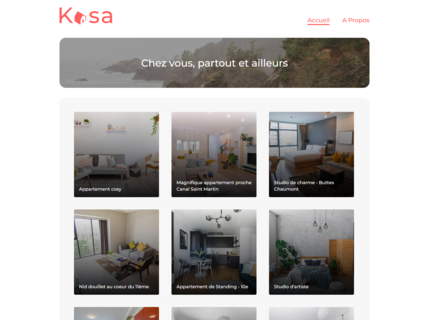 Kasa
Accueil
A Propos
Chez vous, partout et ailleurs
Appartement cosy
Magnifique appartement proche
Canal Saint Martin
Studio de charme - Buttes
Chaumont
Nid douillet au coeur du 11ème
Appartement de Standing - 10e
Studio d'artiste